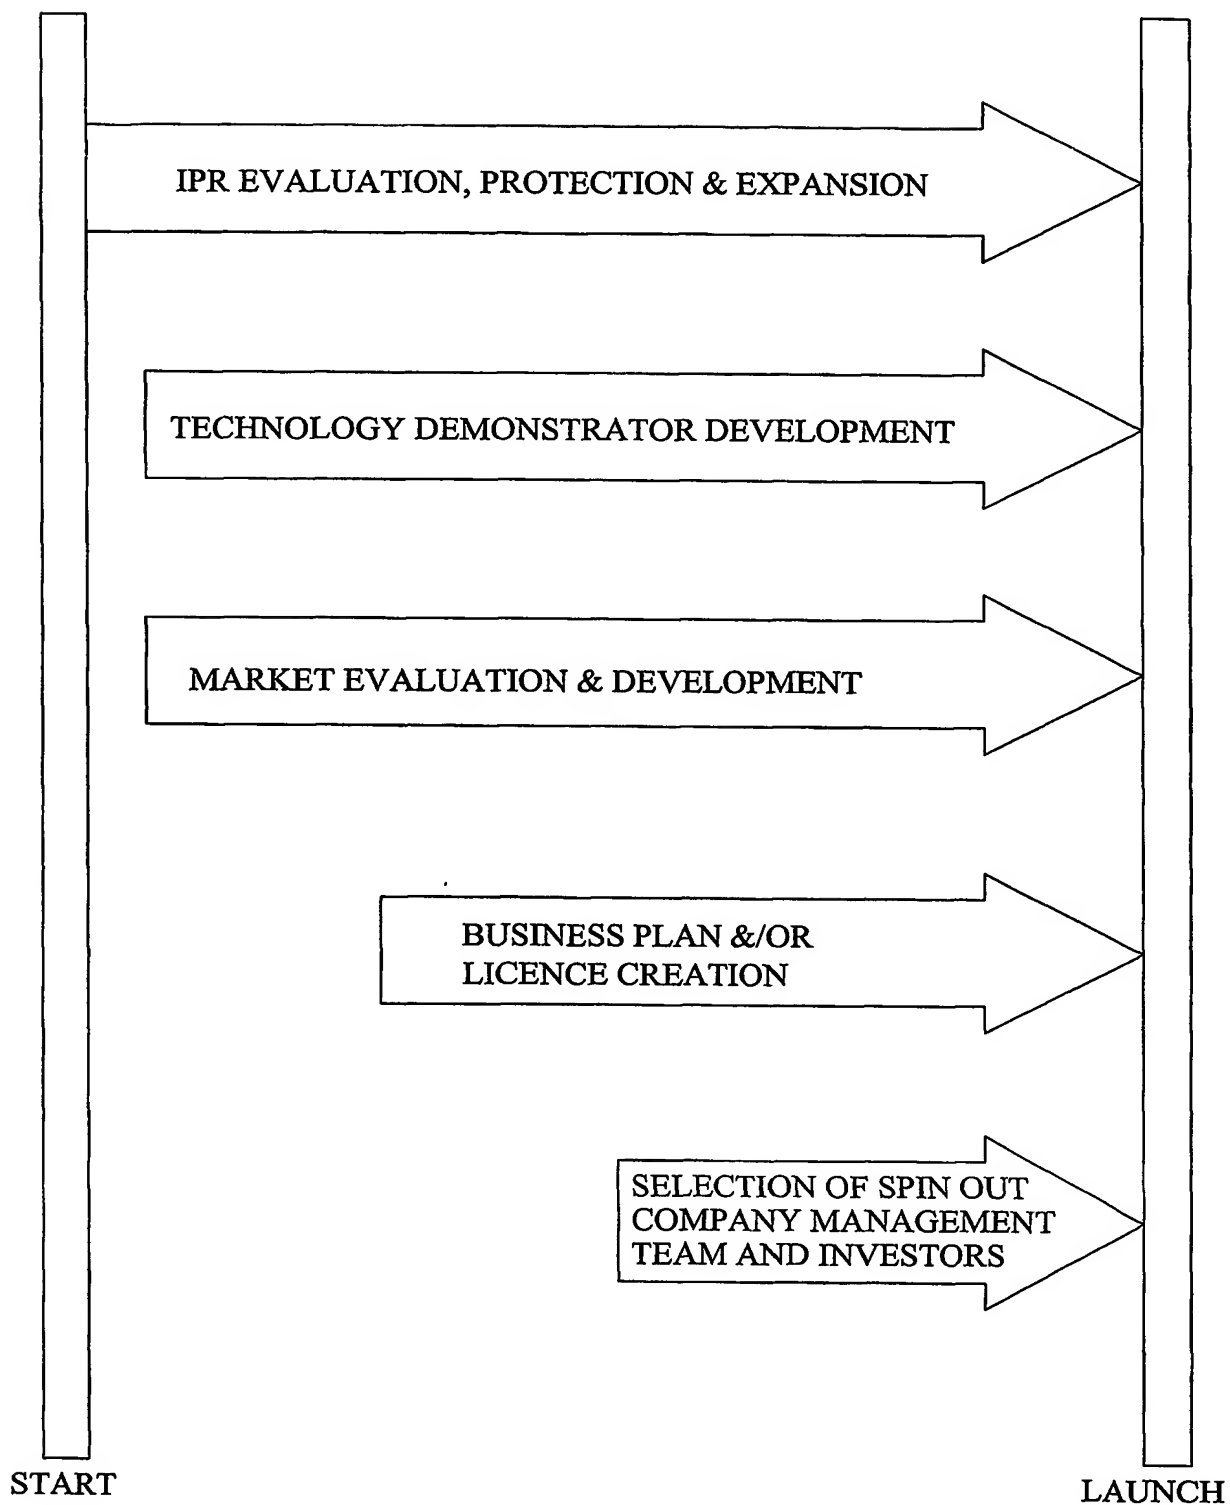 IPR EVALUATION, PROTECTION & EXPANSION
TECHNOLOGY DEMONSTRATOR DEVELOPMENT
MARKET EVALUATION & DEVELOPMENT
BUSINESS PLAN &/OR
LICENCE CREATION
SELECTION OF SPIN OUT
COMPANY MANAGEMENT
TEAM AND INVESTORS
START
LAUNCH